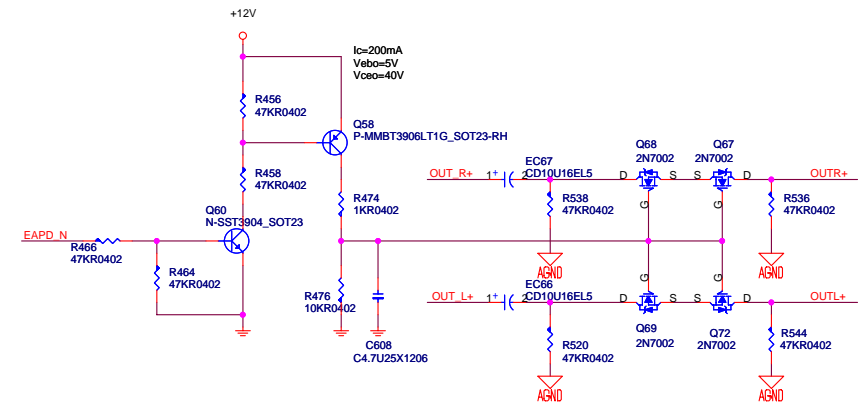 +12V
Ic=200mA
Vebo=5V
Vceo=40V
R456
47KR0402
Q58
P-MMBT3906LT1G_SOT23-RH
R458
47KR0402
R474
1KR0402
Q60
N-SST3904_SOT23
EAPD_N
R466
47KR0402
R464
47KR0402
R476
10KR0402
C608
C4.7U25X1206
OUT_R+
1
+
2
EC67
CD10U16EL5
R538
47KR0402
AGND
Q68
2N7002
Q67
2N7002
D
S
S
D
G
G
OUTR+
R536
47KR0402
AGND
OUT_L+
1
+
2
EC66
CD10U16EL5
R520
47KR0402
AGND
G
G
D
S
S
D
Q69
2N7002
Q72
2N7002
OUTL+
R544
47KR0402
AGND